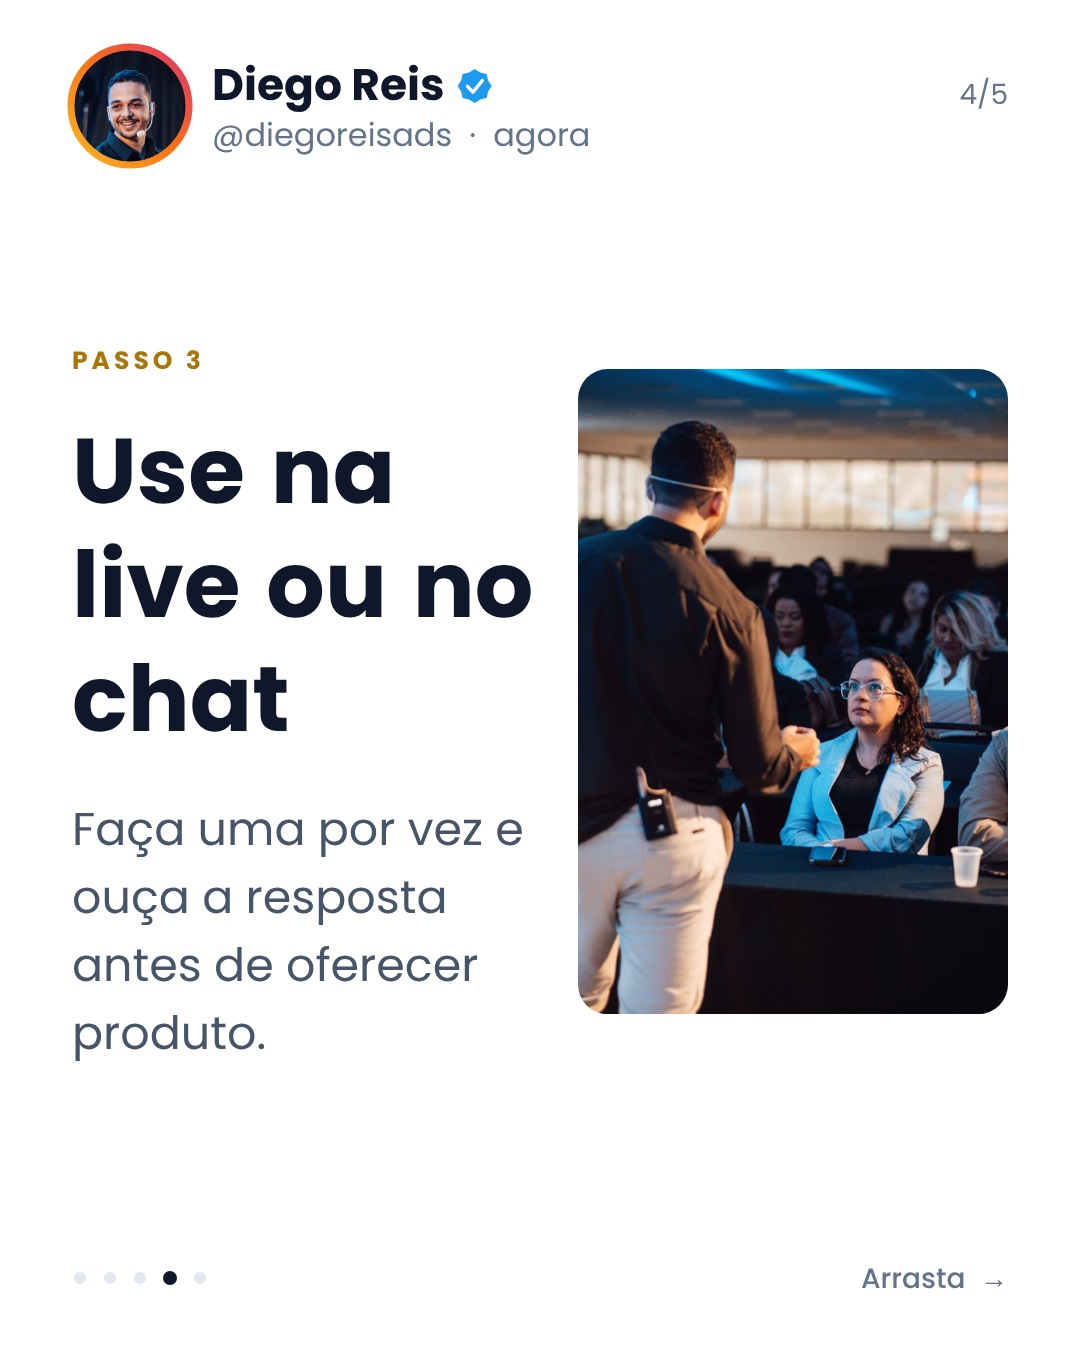 Diego Reis
@diegoreisads · agora
4/5
PASSO 3
Use na
live ou no
chat
Faça uma por vez e
ouça a resposta
antes de oferecer
produto.
Arrasta →